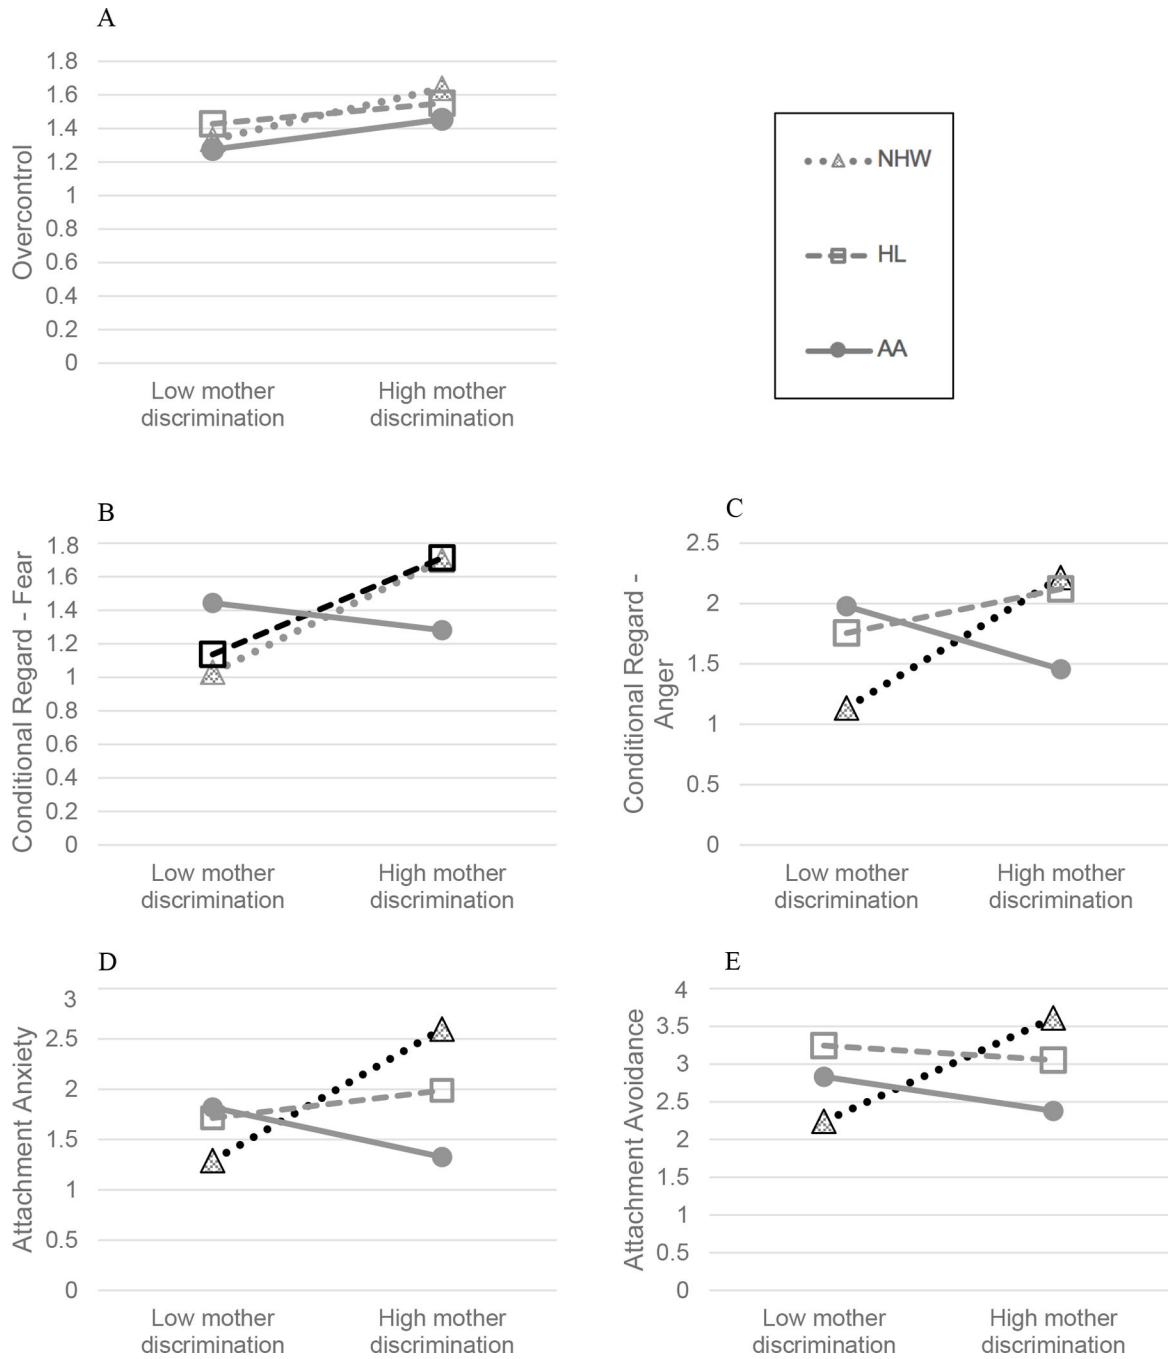 A
1.8
1.6
1.4
1.2
1
0.8
0.6
0.4
0.2
0
Overcontrol
Low mother
discrimination
High mother
discrimination
NHW
HL
AA
B
1.8
1.6
1.4
1.2
1
0.8
0.6
0.4
0.2
0
Conditional Regard - Fear
Low mother
discrimination
High mother
discrimination
C
2.5
2
1.5
1
0.5
0
Conditional Regard -
Anger
Low mother
discrimination
High mother
discrimination
D
3
2.5
2
1.5
1
0.5
0
Attachment Anxiety
Low mother
discrimination
High mother
discrimination
E
4
3.5
3
2.5
2
1.5
1
0.5
0
Attachment Avoidance
Low mother
discrimination
High mother
discrimination